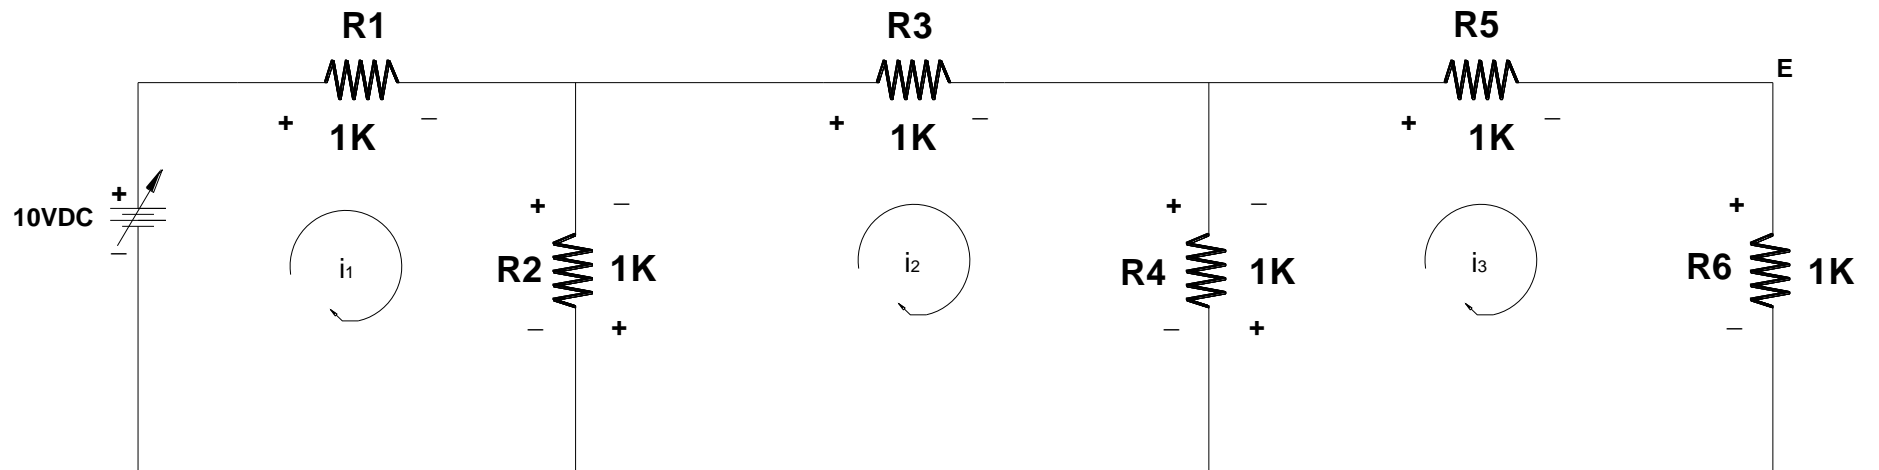 R1 R3 R5
E
+ − + − + −
1K 1K 1K
+
10VDC
−
+ − + − +
i1 i2 i3
R2 1K R4 1K R6 1K
− + − + −